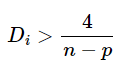 D_i > \frac{4}{n - p}